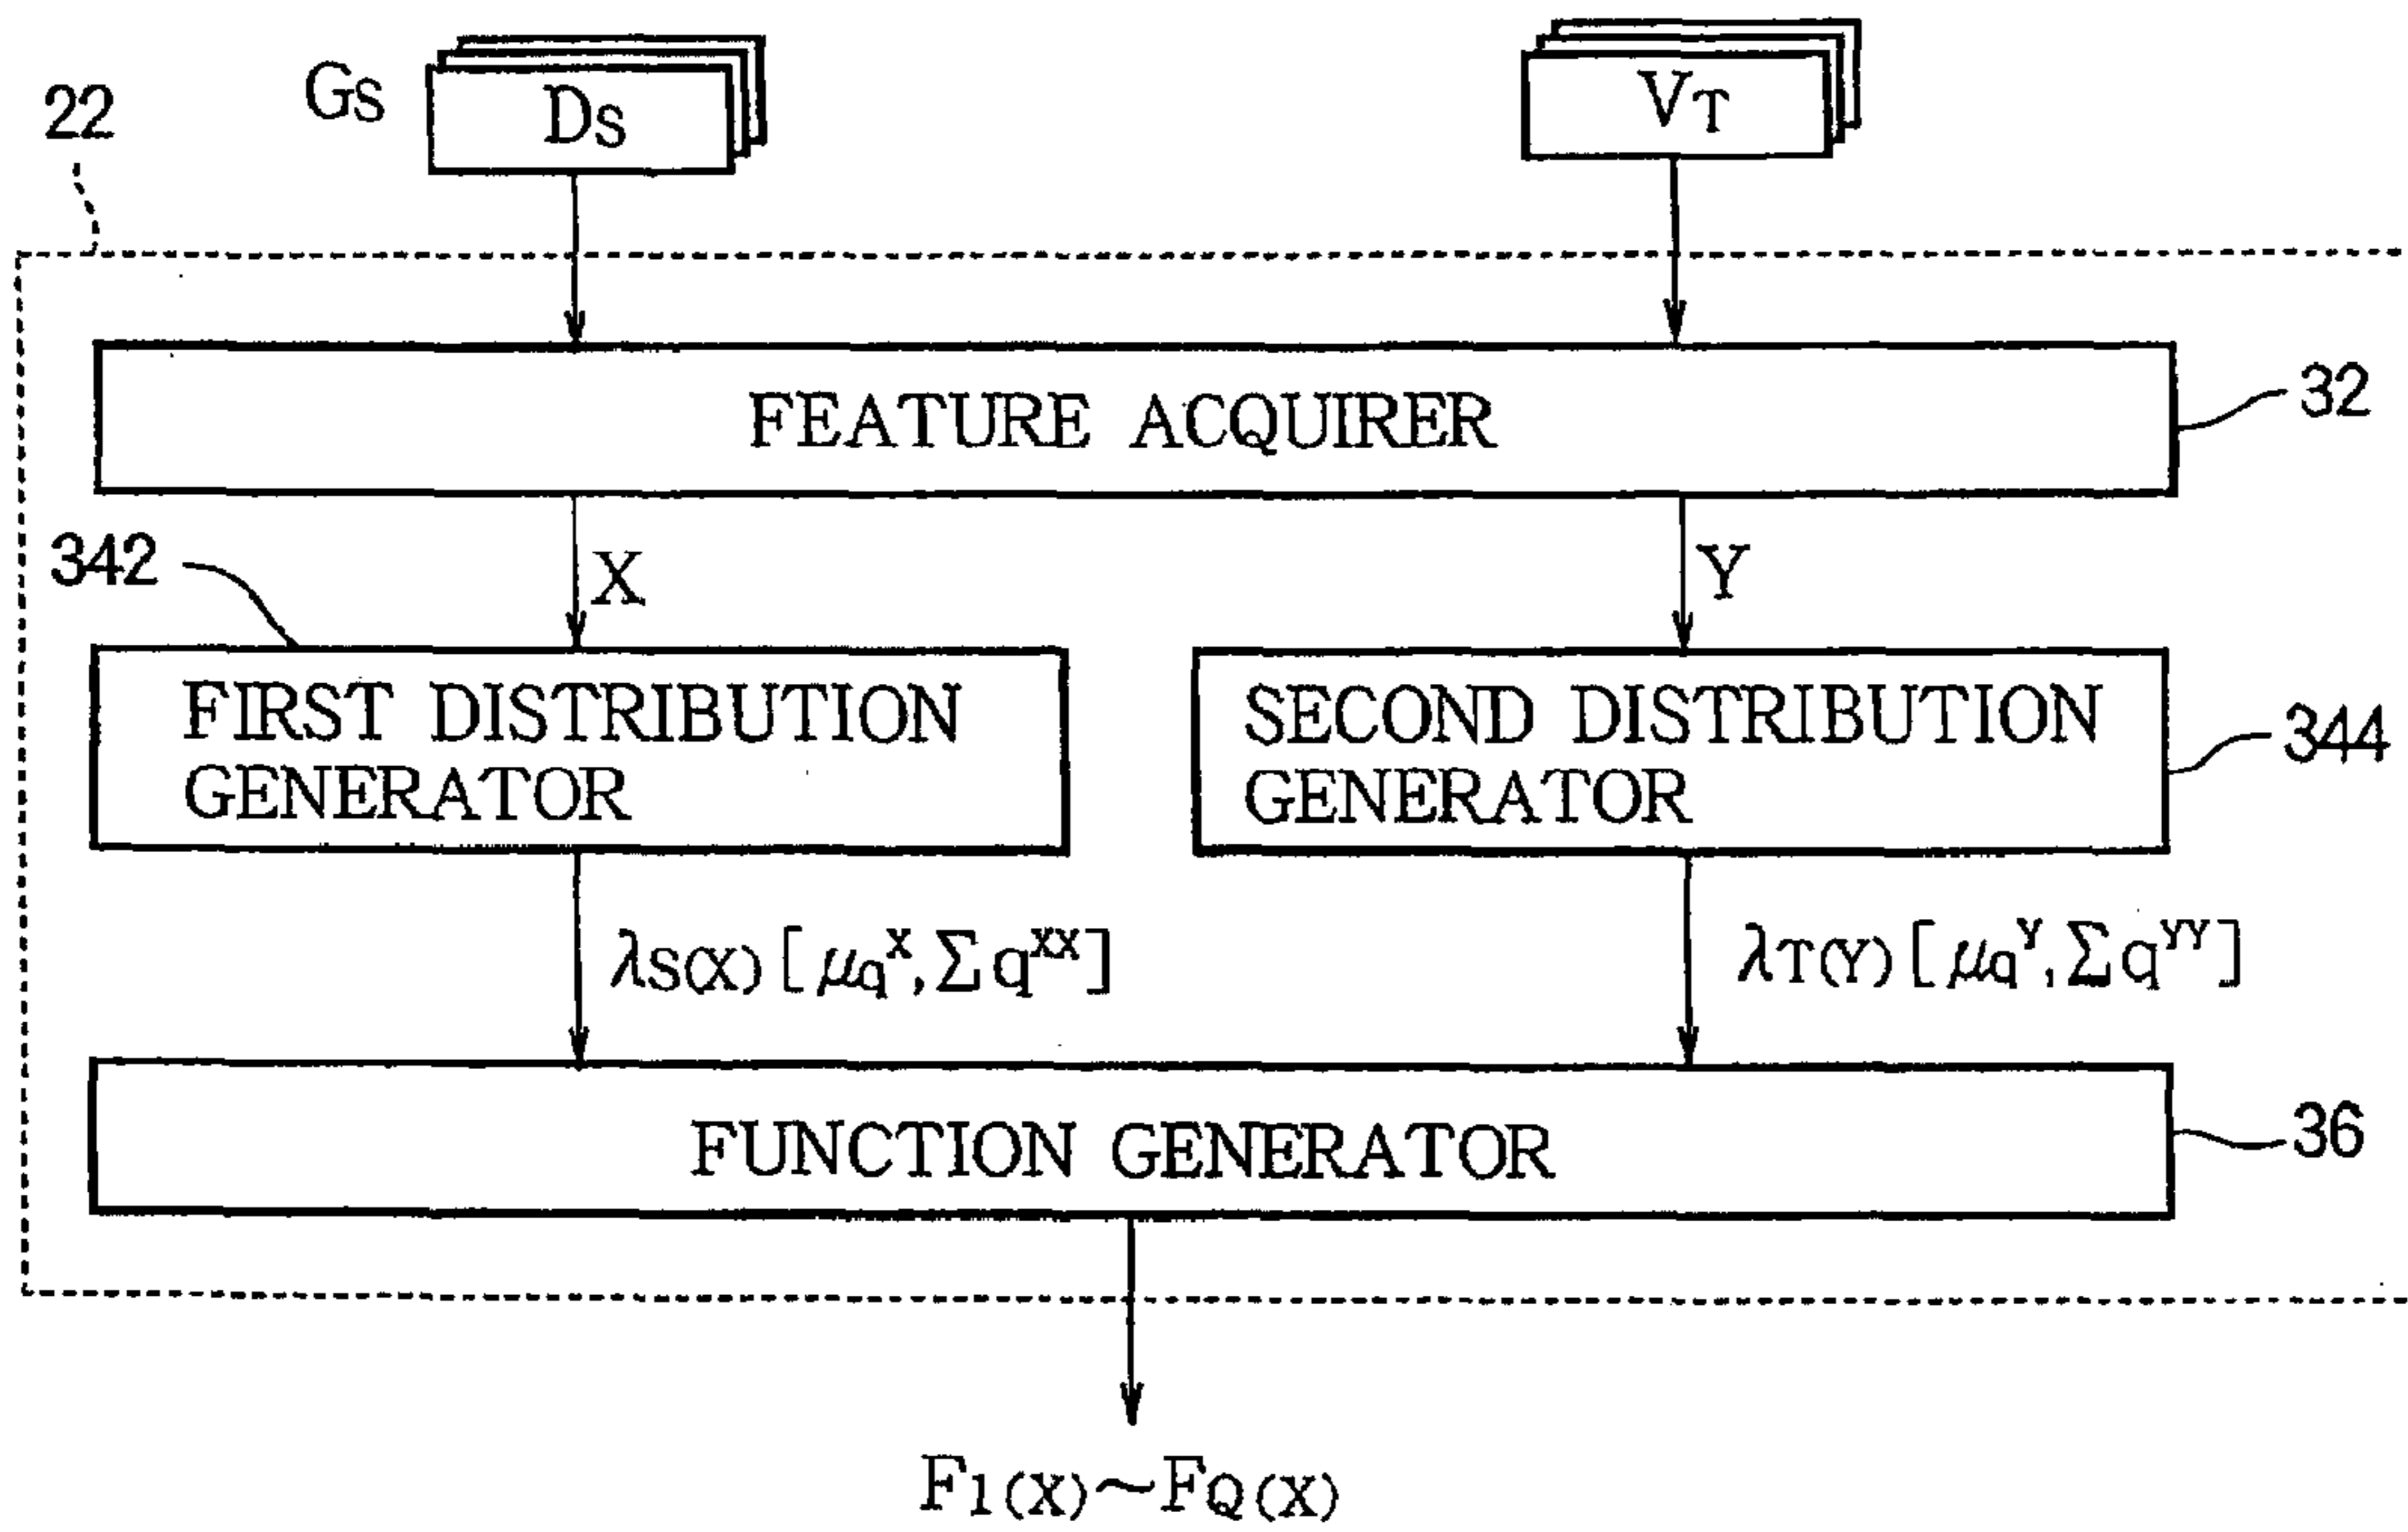 22
GS
DS
VT
FEATURE ACQUIRER
32
342
X
Y
FIRST DISTRIBUTION
GENERATOR
SECOND DISTRIBUTION
GENERATOR
344
λS(X) [μq^X, Σq^XX]
λT(Y) [μq^Y, Σq^YY]
FUNCTION GENERATOR
36
F1(X)~FQ(X)